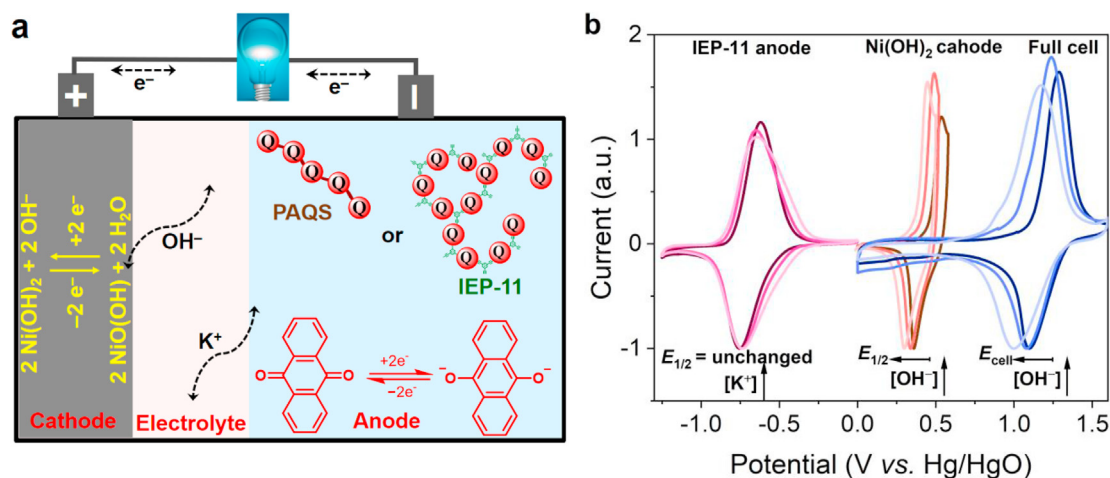 a
e⁻
e⁻
+
I
2 Ni(OH)₂ + 2 OH⁻
+2 e⁻
−2 e⁻
2 NiO(OH) + 2 H₂O
OH⁻
K⁺
Q Q Q Q Q
PAQS
or
Q Q Q Q Q Q Q Q Q Q Q Q Q
IEP-11
O O
+2e⁻
−2e⁻
⁻O O⁻
Cathode
Electrolyte
Anode
b
IEP-11 anode
Ni(OH)₂ cahode
Full cell
Current (a.u.)
2
1
0
-1
E₁/₂ = unchanged
[K⁺]
E₁/₂
[OH⁻]
E_cell
[OH⁻]
-1.0 -0.5 0.0 0.5 1.0 1.5
Potential (V vs. Hg/HgO)